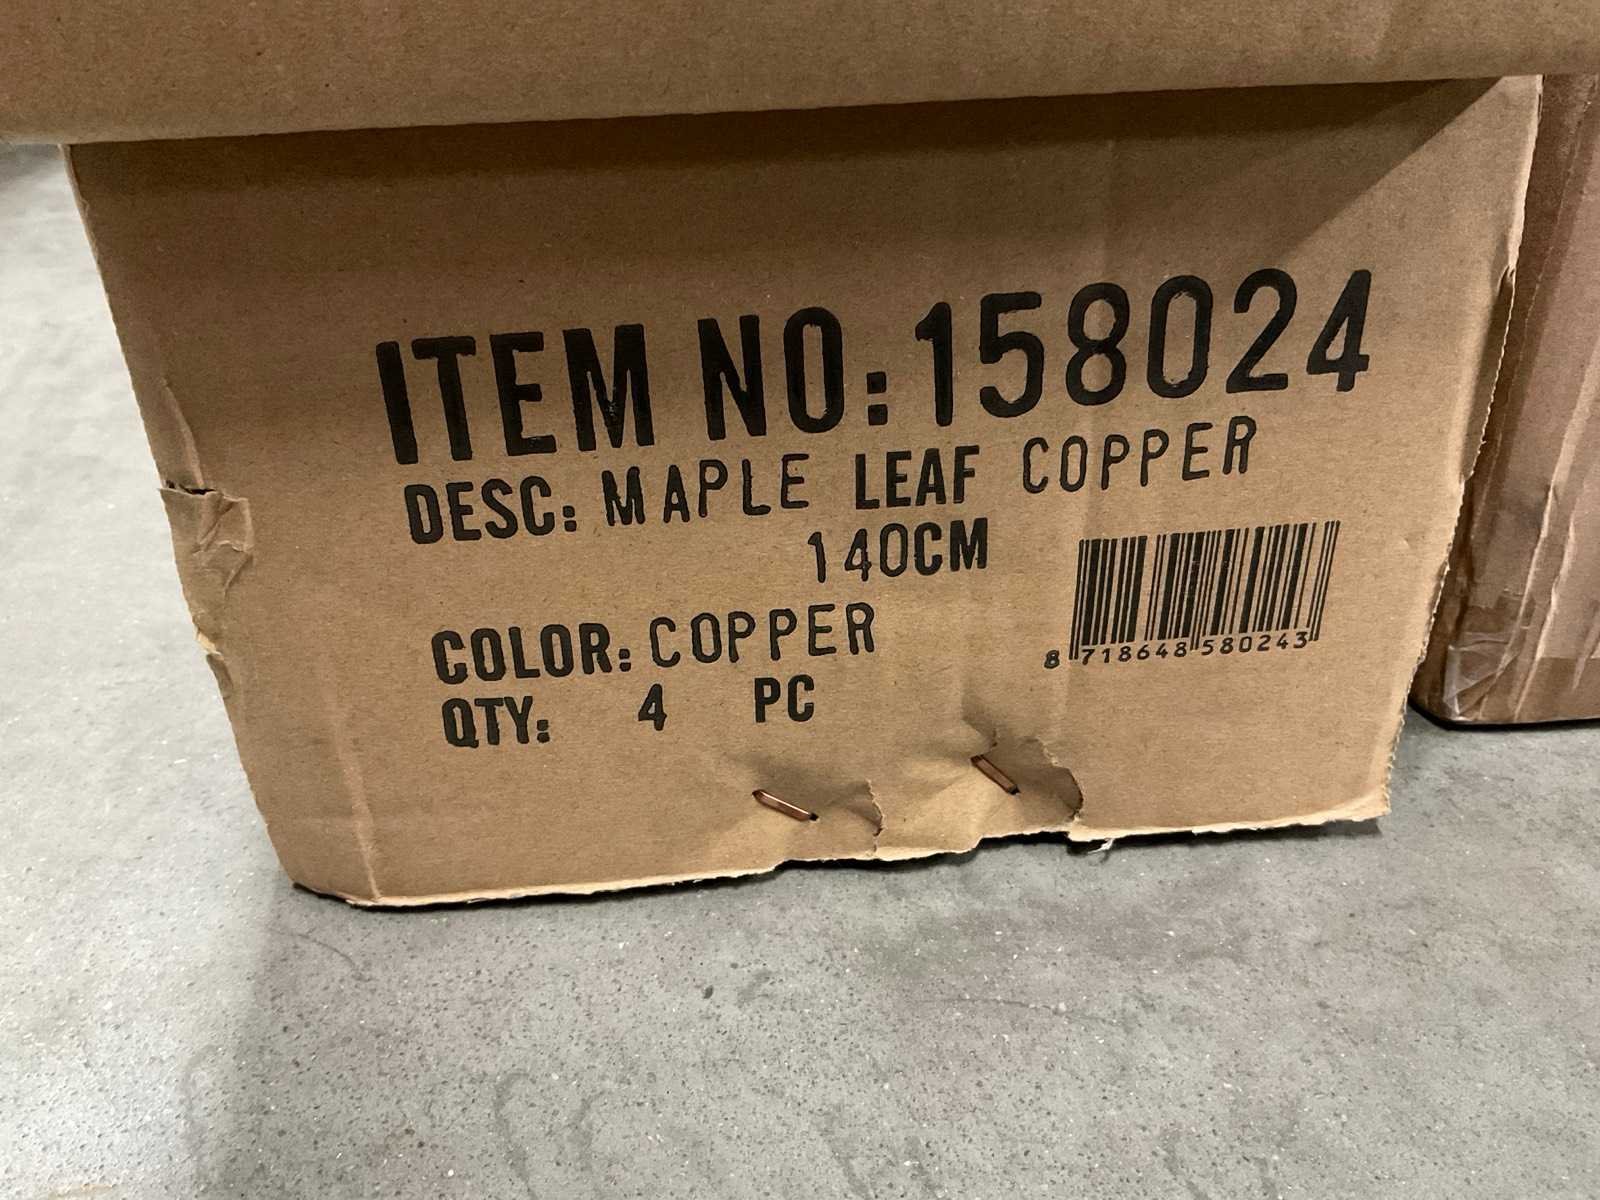 ITEM NO: 158024
DESC: MAPLE LEAF COPPER
140CM
COLOR: COPPER
QTY: 4 PC
8 718648 580243